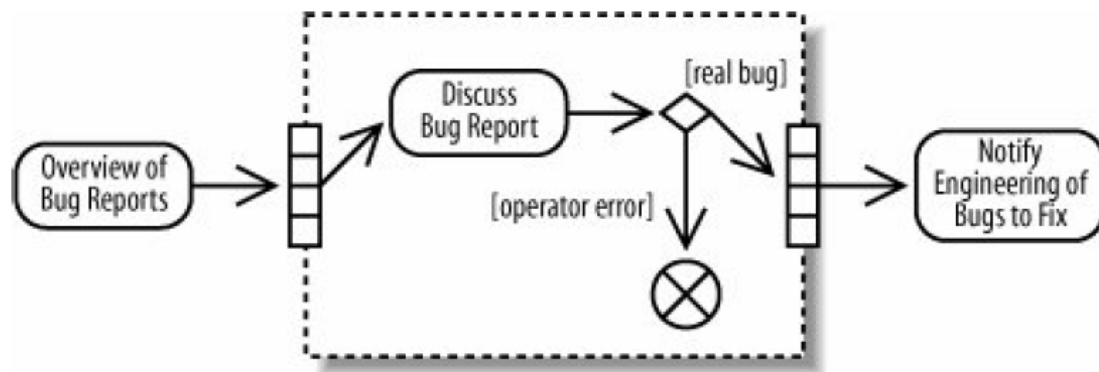 Overview of
Bug Reports
Discuss
Bug Report
[real bug]
[operator error]
Notify
Engineering of
Bugs to Fix